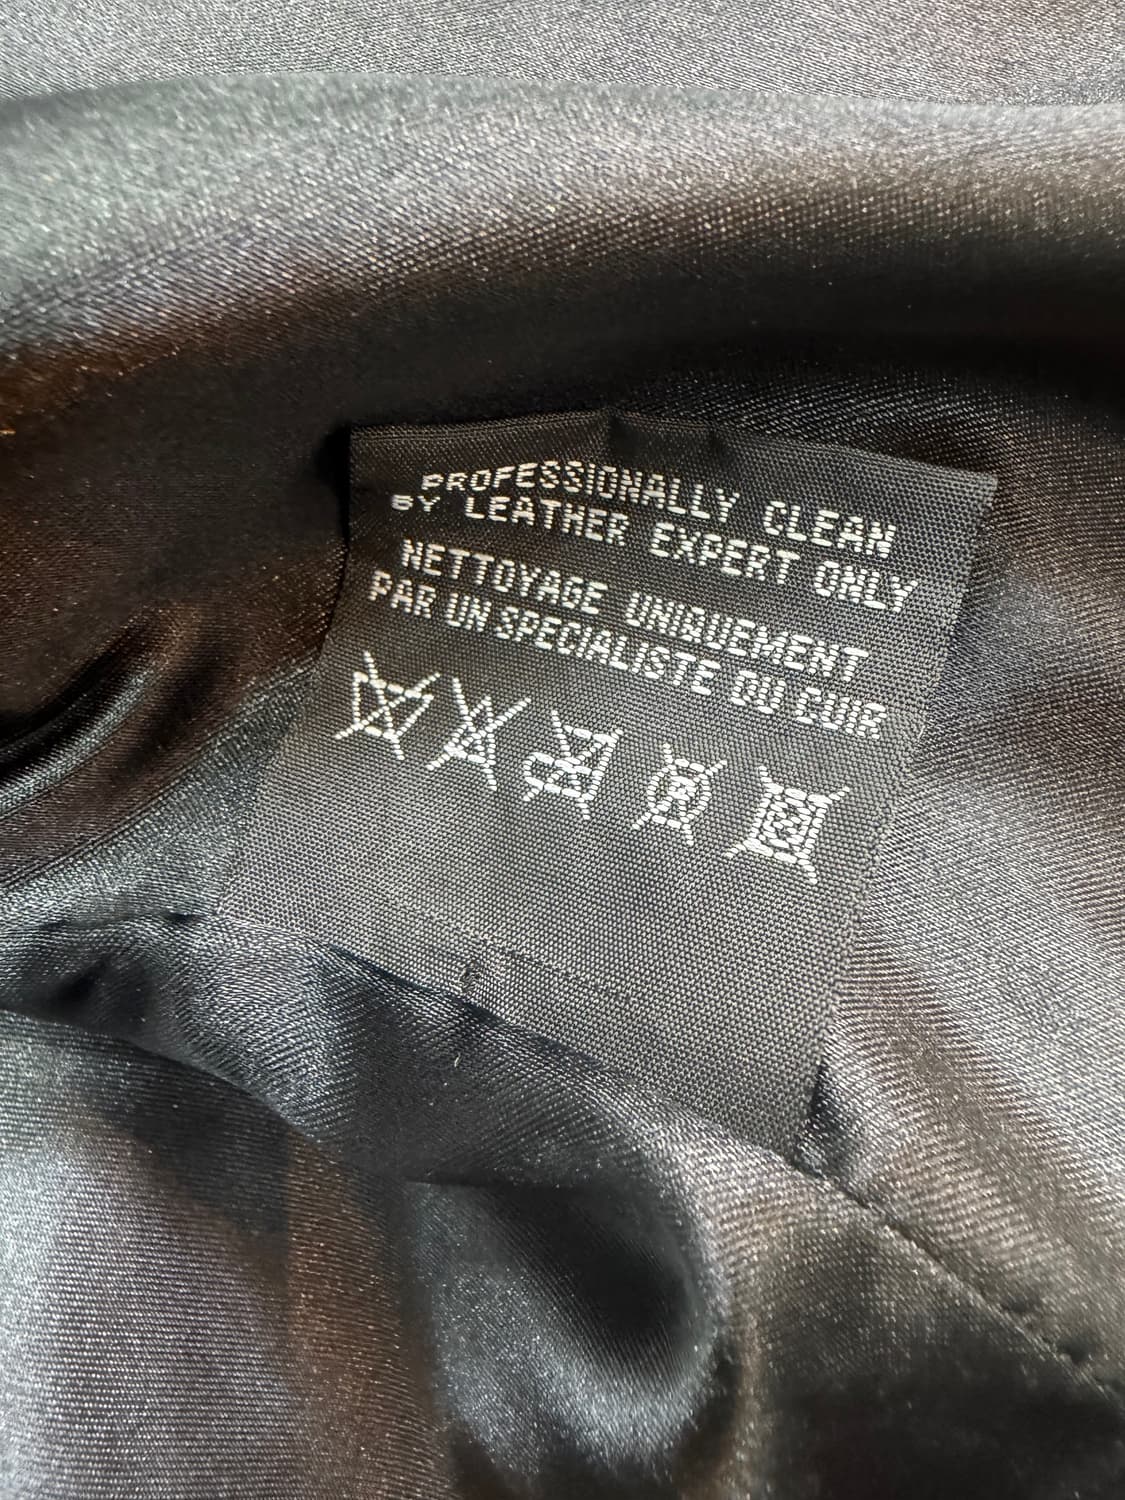 PROFESSIONALLY CLEAN
BY LEATHER EXPERT ONLY
NETTOYAGE UNIQUEMENT
PAR UN SPECIALISTE DU CUIR